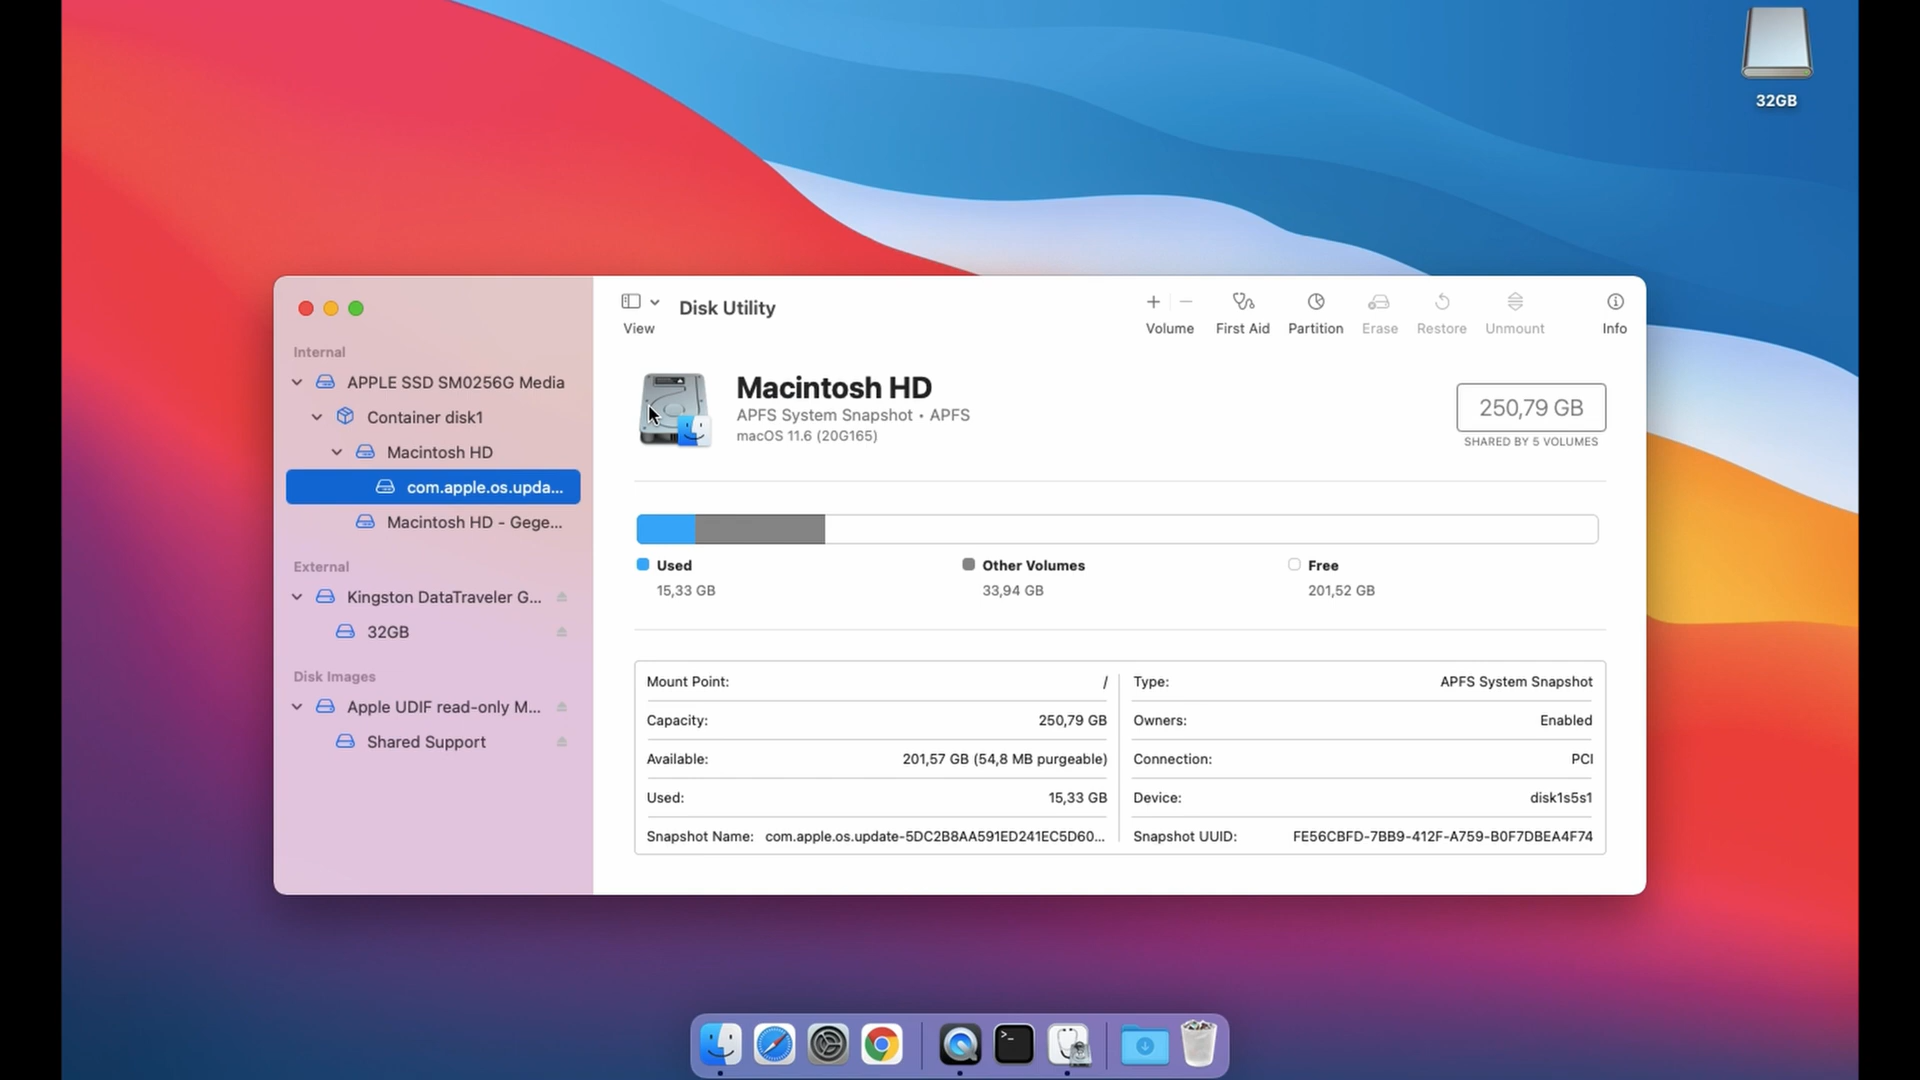 32GB
Disk Utility
View
Volume
First Aid
Partition
Erase
Restore
Unmount
Info
Internal
APPLE SSD SM0256G Media
Container disk1
Macintosh HD
com.apple.os.upda...
Macintosh HD - Gege...
External
Kingston DataTraveler G...
32GB
Disk Images
Apple UDIF read-only M...
Shared Support
Macintosh HD
APFS System Snapshot • APFS
macOS 11.6 (20G165)
250,79 GB
SHARED BY 5 VOLUMES
Used
15,33 GB
Other Volumes
33,94 GB
Free
201,52 GB
Mount Point: /
Capacity: 250,79 GB
Available: 201,57 GB (54,8 MB purgeable)
Used: 15,33 GB
Snapshot Name: com.apple.os.update-5DC2B8AA591ED241EC5D60...
Type: APFS System Snapshot
Owners: Enabled
Connection: PCI
Device: disk1s5s1
Snapshot UUID: FE56CBFD-7BB9-412F-A759-B0F7DBEA4F74